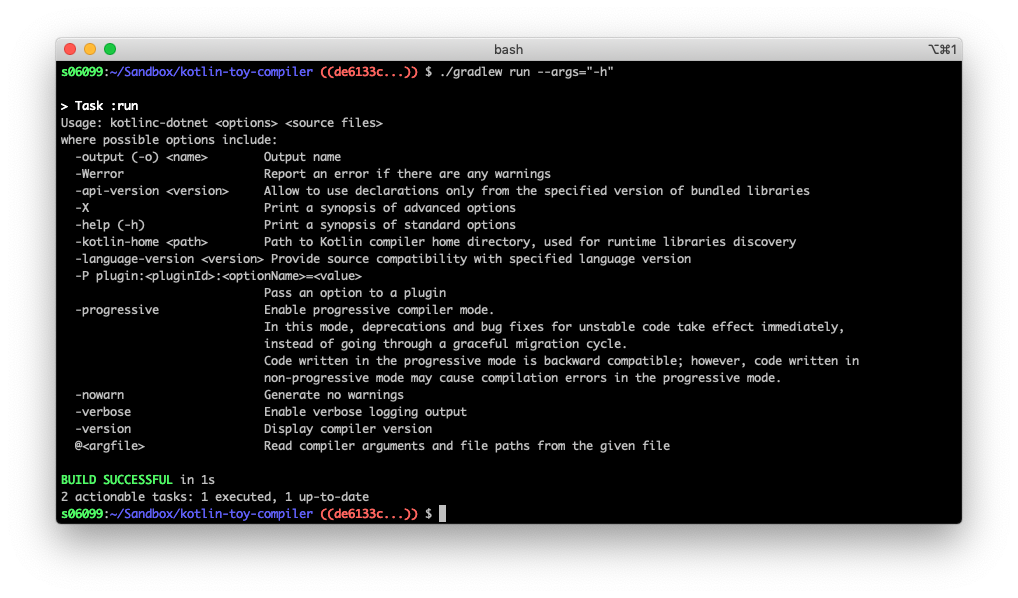 bash
⌥⌘1
s06099:~/Sandbox/kotlin-toy-compiler ((de6133c...)) $ ./gradlew run --args="-h"
> Task :run
Usage: kotlinc-dotnet <options> <source files>
where possible options include:
  -output (-o) <name>        Output name
  -Werror                    Report an error if there are any warnings
  -api-version <version>     Allow to use declarations only from the specified version of bundled libraries
  -X                         Print a synopsis of advanced options
  -help (-h)                 Print a synopsis of standard options
  -kotlin-home <path>        Path to Kotlin compiler home directory, used for runtime libraries discovery
  -language-version <version> Provide source compatibility with specified language version
  -P plugin:<pluginId>:<optionName>=<value>
                             Pass an option to a plugin
  -progressive               Enable progressive compiler mode.
                             In this mode, deprecations and bug fixes for unstable code take effect immediately,
                             instead of going through a graceful migration cycle.
                             Code written in the progressive mode is backward compatible; however, code written in
                             non-progressive mode may cause compilation errors in the progressive mode.
  -nowarn                    Generate no warnings
  -verbose                   Enable verbose logging output
  -version                   Display compiler version
  @<argfile>                 Read compiler arguments and file paths from the given file
BUILD SUCCESSFUL in 1s
2 actionable tasks: 1 executed, 1 up-to-date
s06099:~/Sandbox/kotlin-toy-compiler ((de6133c...)) $